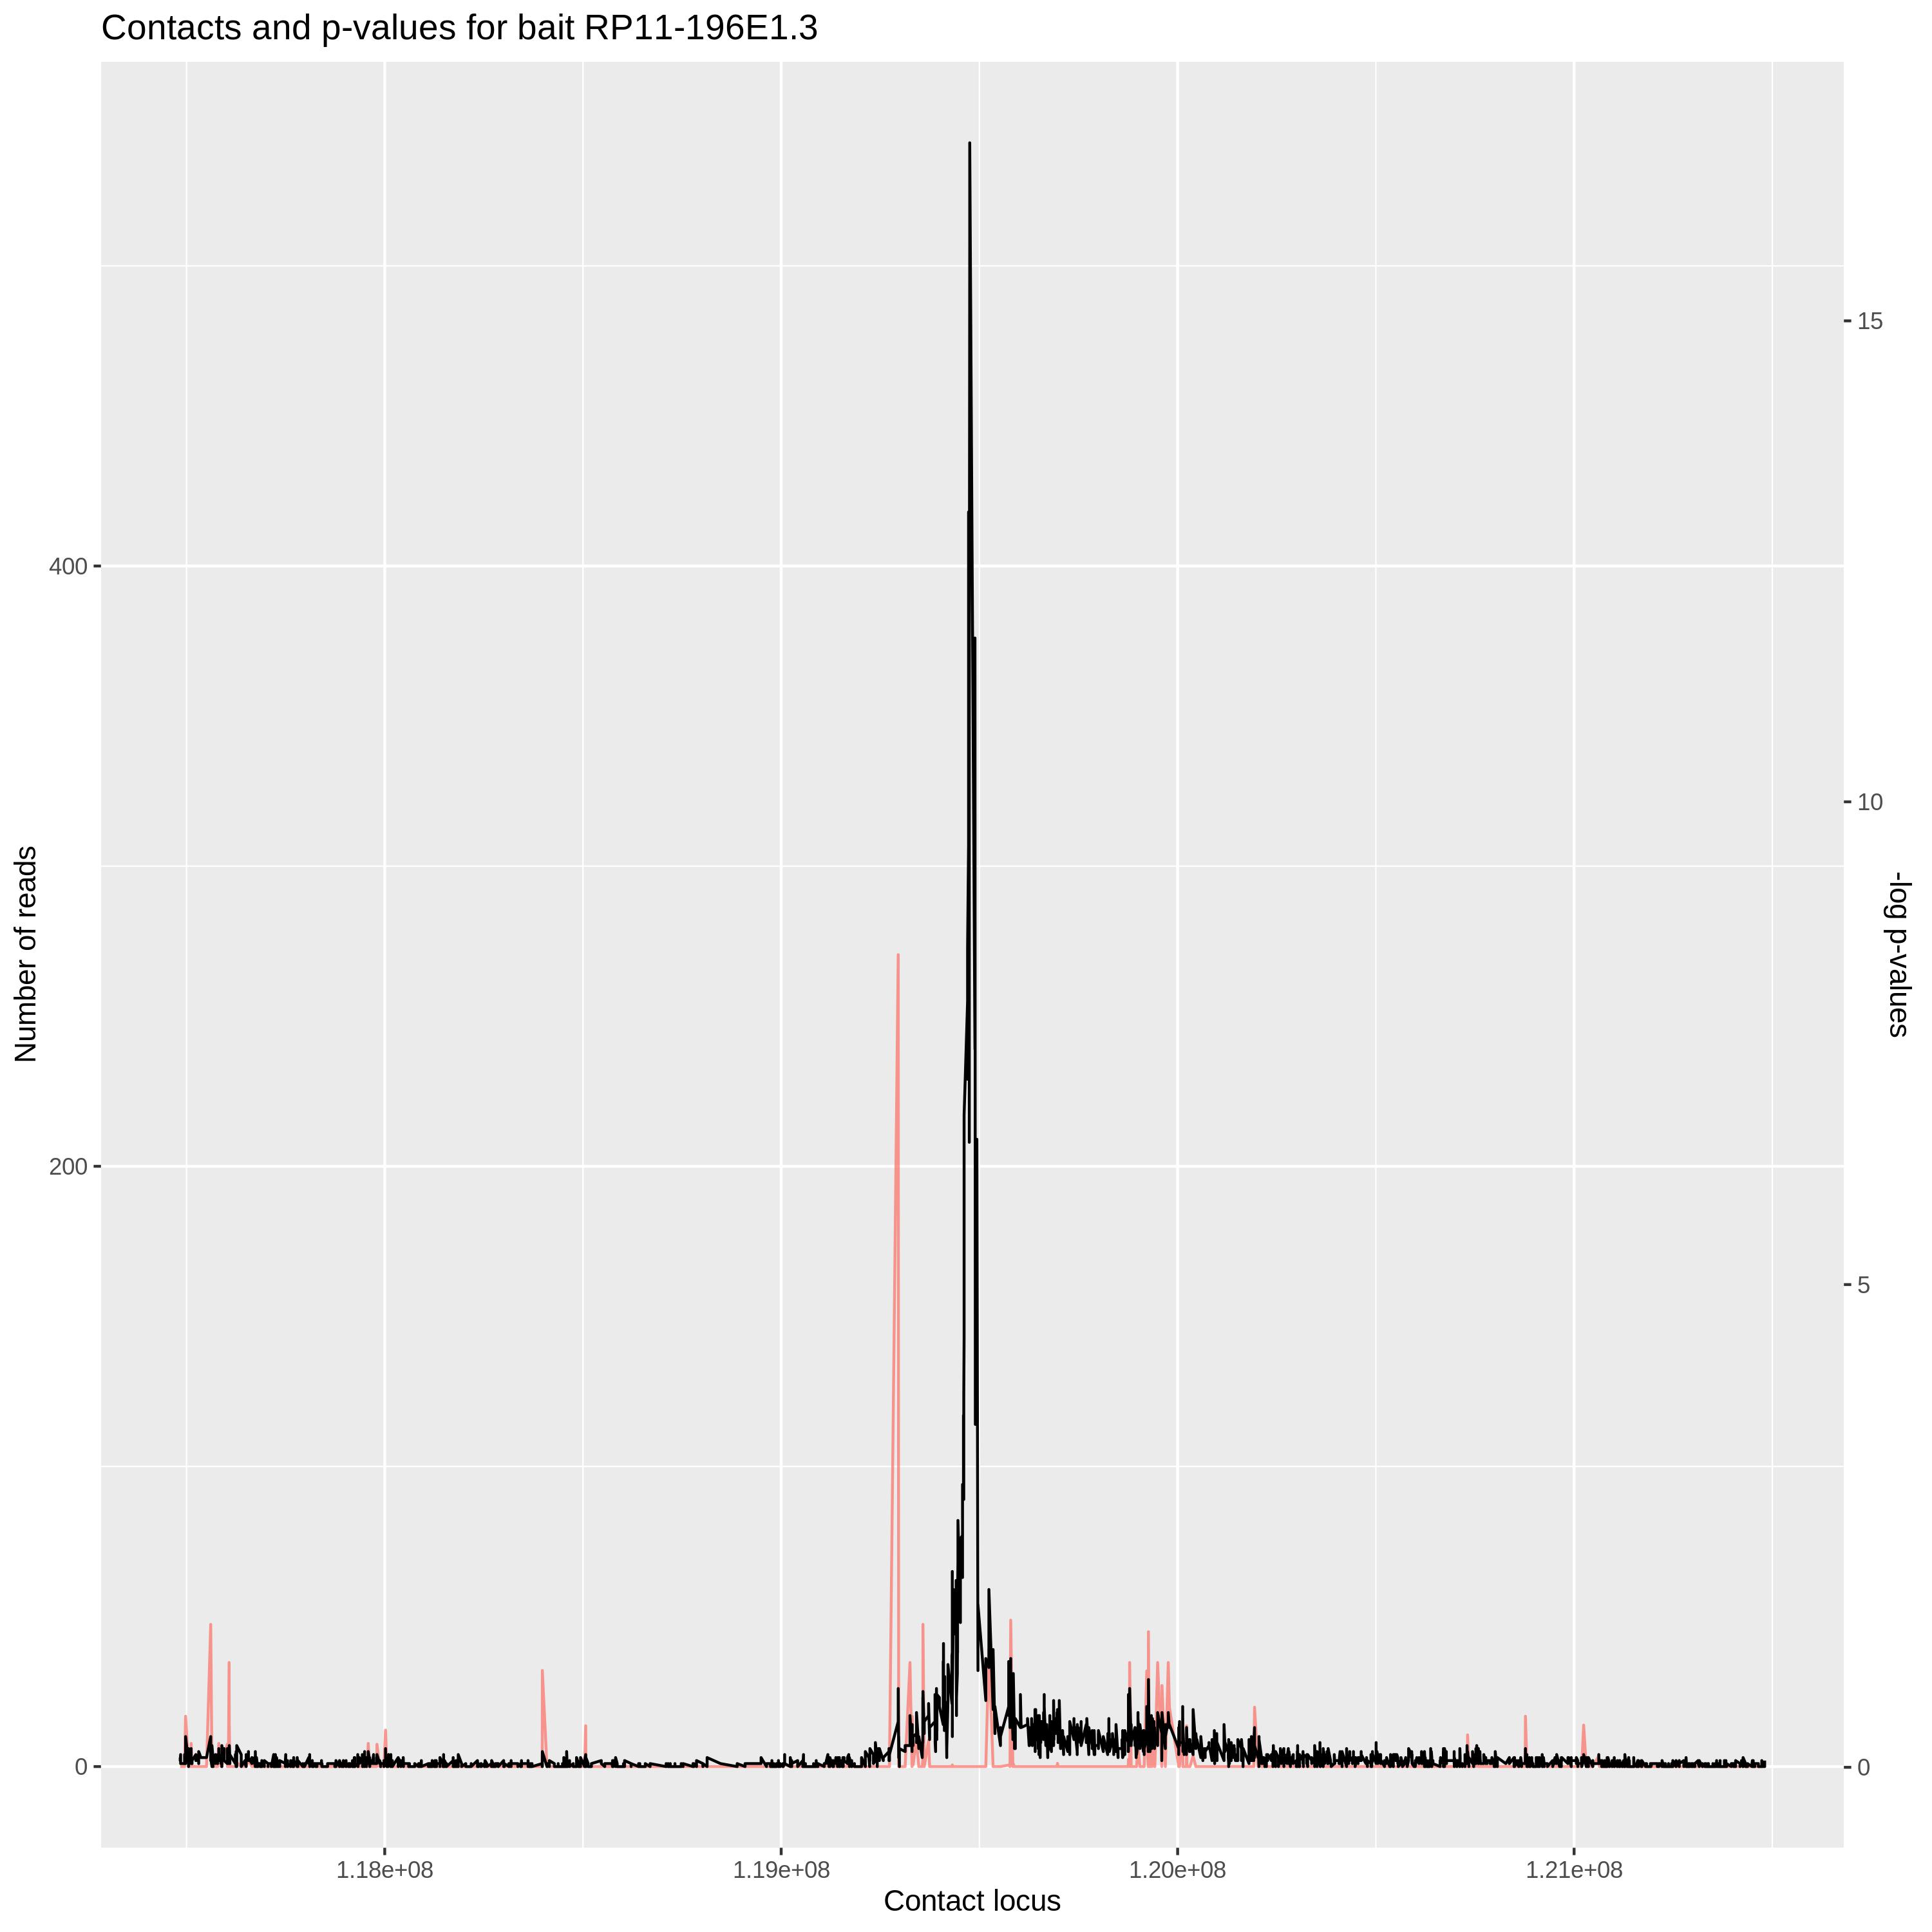 Contacts and p-values for bait RP11-196E1.3
Number of reads
400
200
0
15
10
5
0
-log p-values
1.18e+08
1.19e+08
1.20e+08
1.21e+08
Contact locus